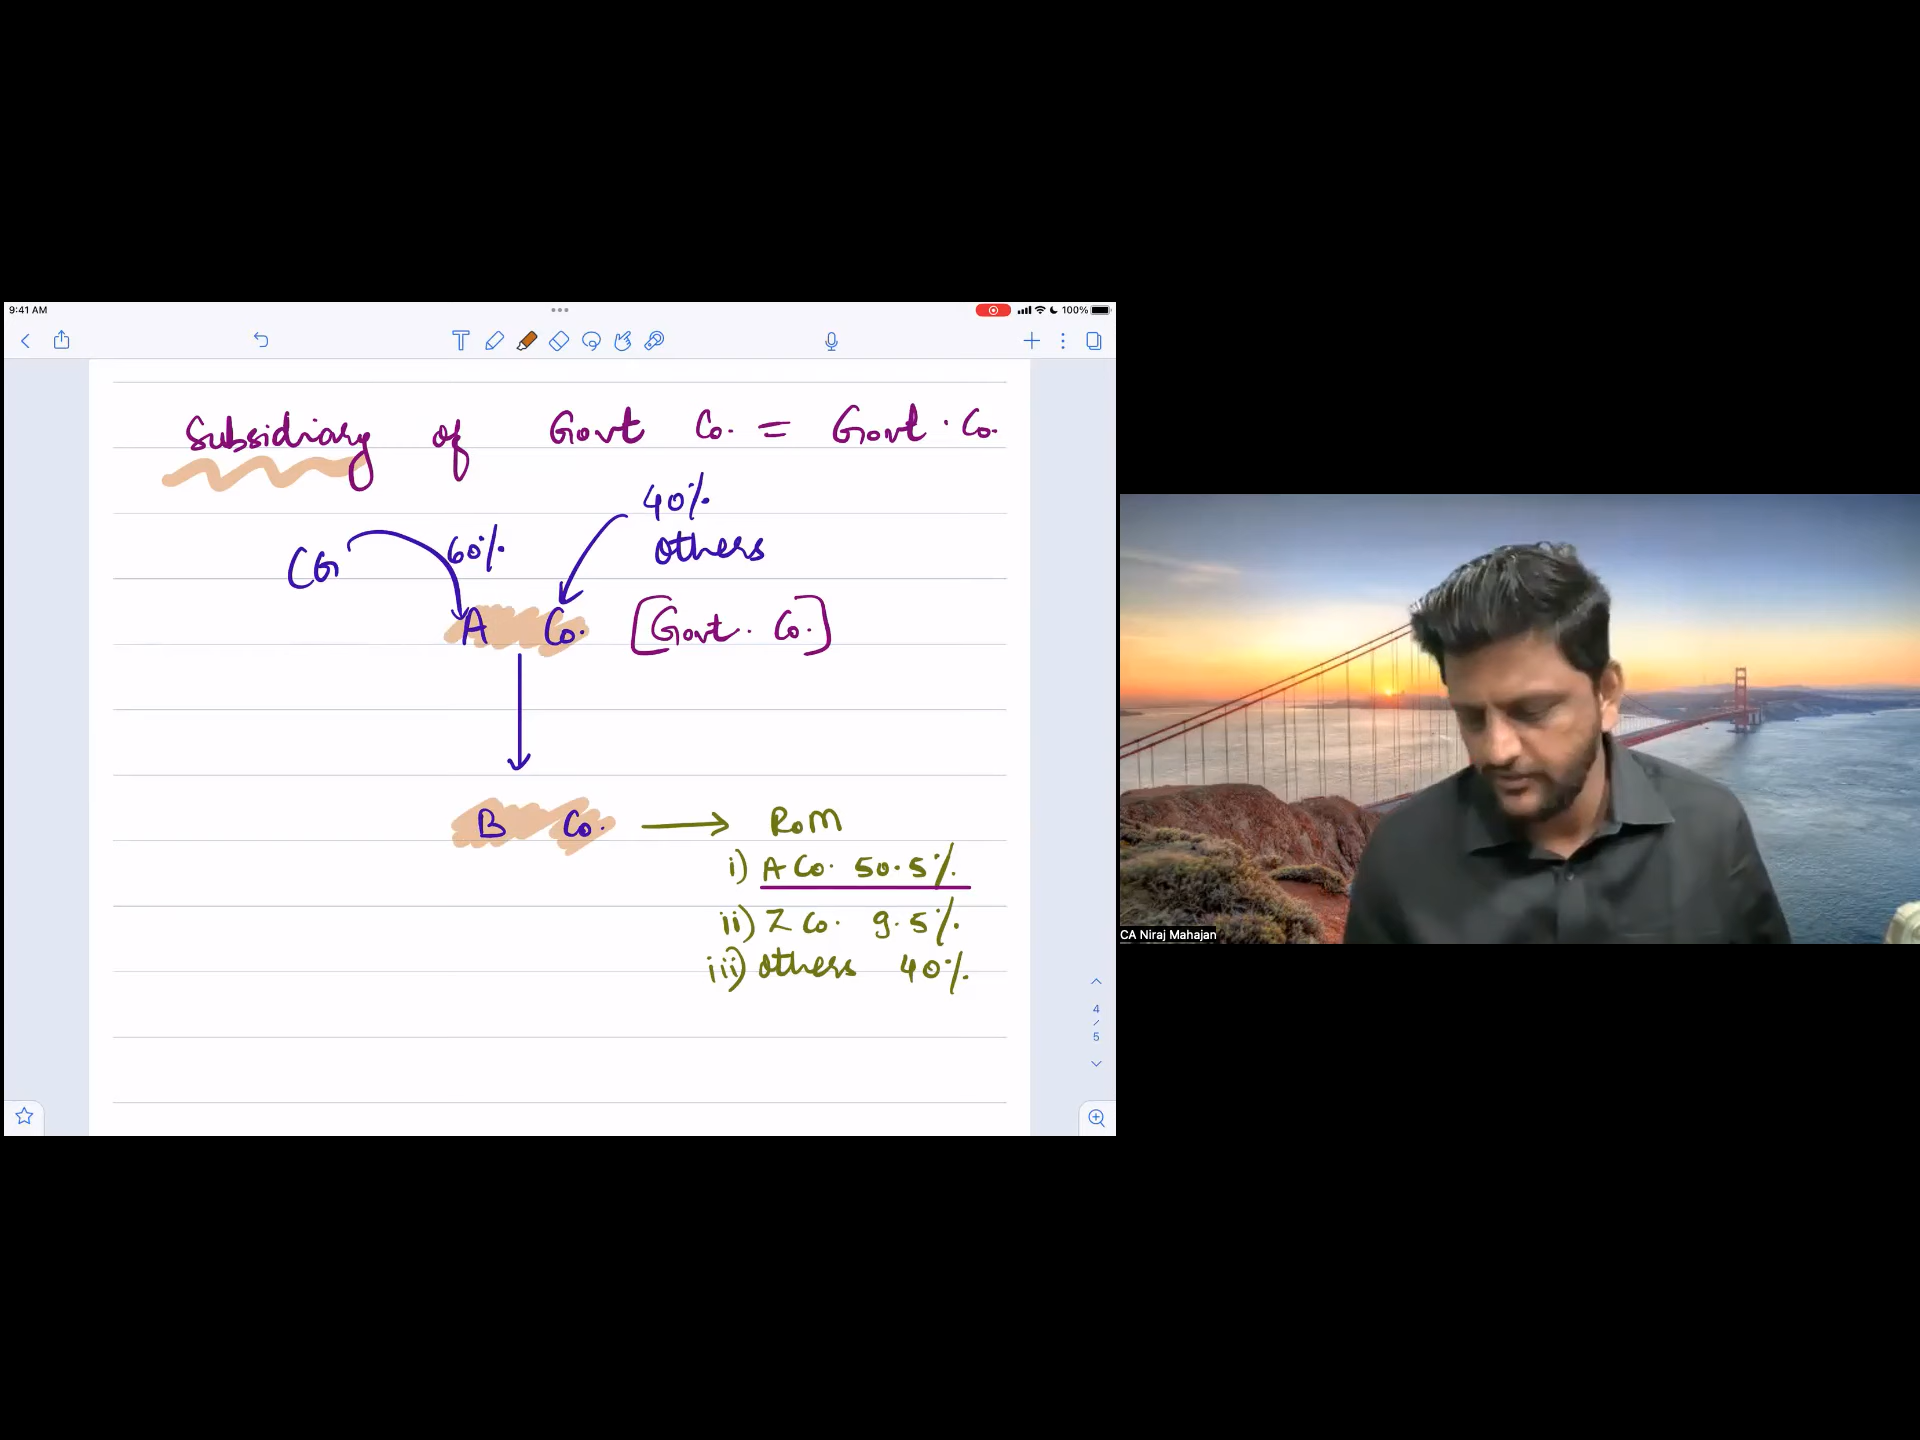 9:41 AM
100%
Subsidiary of Govt Co. = Govt. Co.
40%
others
CG 60%
A Co. [Govt. Co.]
B Co. → ROM
i) A Co. 50.5%
ii) Z Co. 9.5%
iii) others 40%
4
/
5
CA Niraj Mahajan